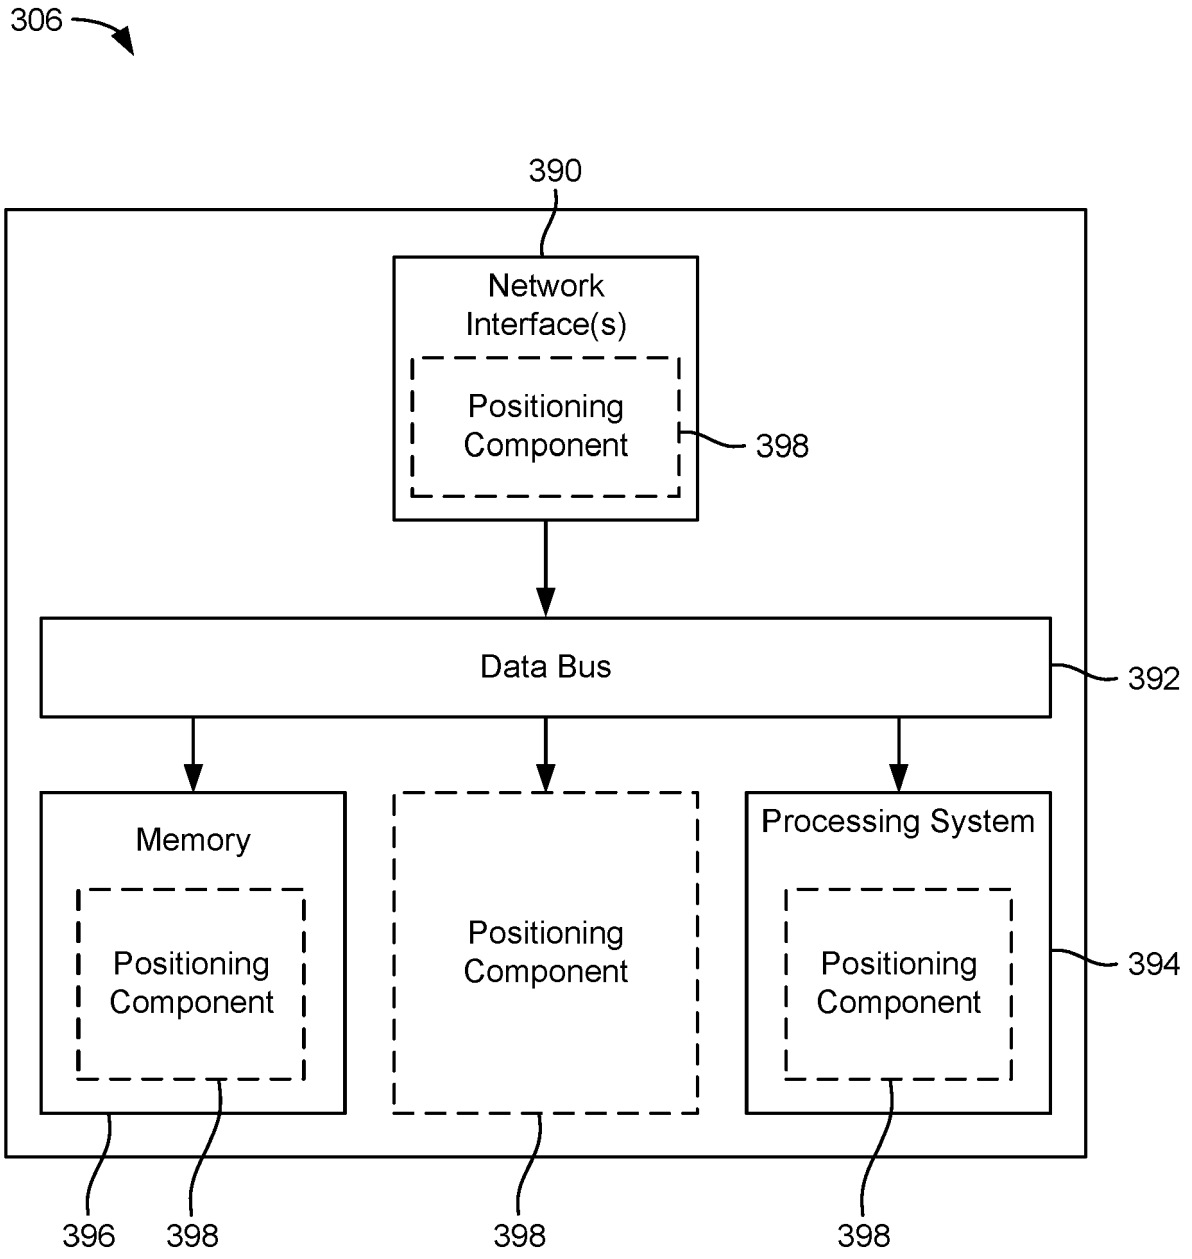 306
390
Network
Interface(s)
Positioning
Component
398
Data Bus
392
Memory
Positioning
Component
Positioning
Component
Processing System
Positioning
Component
394
396
398
398
398